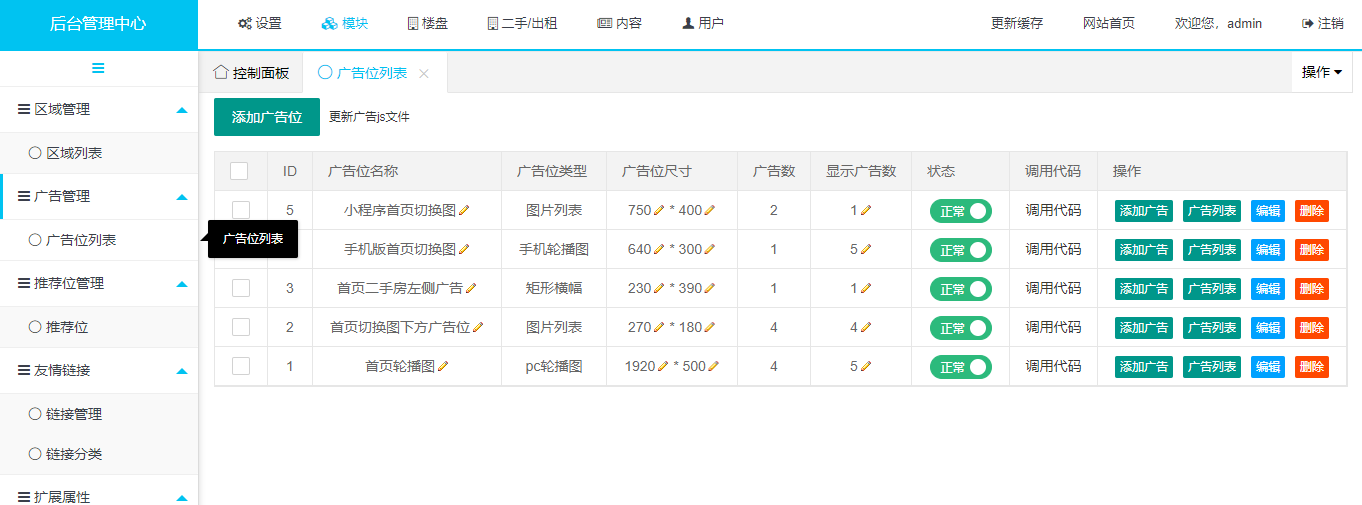 后台管理中心 设置 模块 楼盘 二手/出租 内容 用户 更新缓存 网站首页 欢迎您，admin 注销
控制面板 广告位列表 操作
区域管理
区域列表
广告管理
广告位列表
推荐位管理
推荐位
友情链接
链接管理
链接分类
扩展属性
广告位列表
添加广告位 更新广告js文件
ID 广告位名称 广告位类型 广告位尺寸 广告数 显示广告数 状态 调用代码 操作
5 小程序首页切换图 图片列表 750 * 400 2 1 正常 调用代码 添加广告 广告列表 编辑 删除
手机版首页切换图 手机轮播图 640 * 300 1 5 正常 调用代码 添加广告 广告列表 编辑 删除
3 首页二手房左侧广告 矩形横幅 230 * 390 1 1 正常 调用代码 添加广告 广告列表 编辑 删除
2 首页切换图下方广告位 图片列表 270 * 180 4 4 正常 调用代码 添加广告 广告列表 编辑 删除
1 首页轮播图 pc轮播图 1920 * 500 4 5 正常 调用代码 添加广告 广告列表 编辑 删除